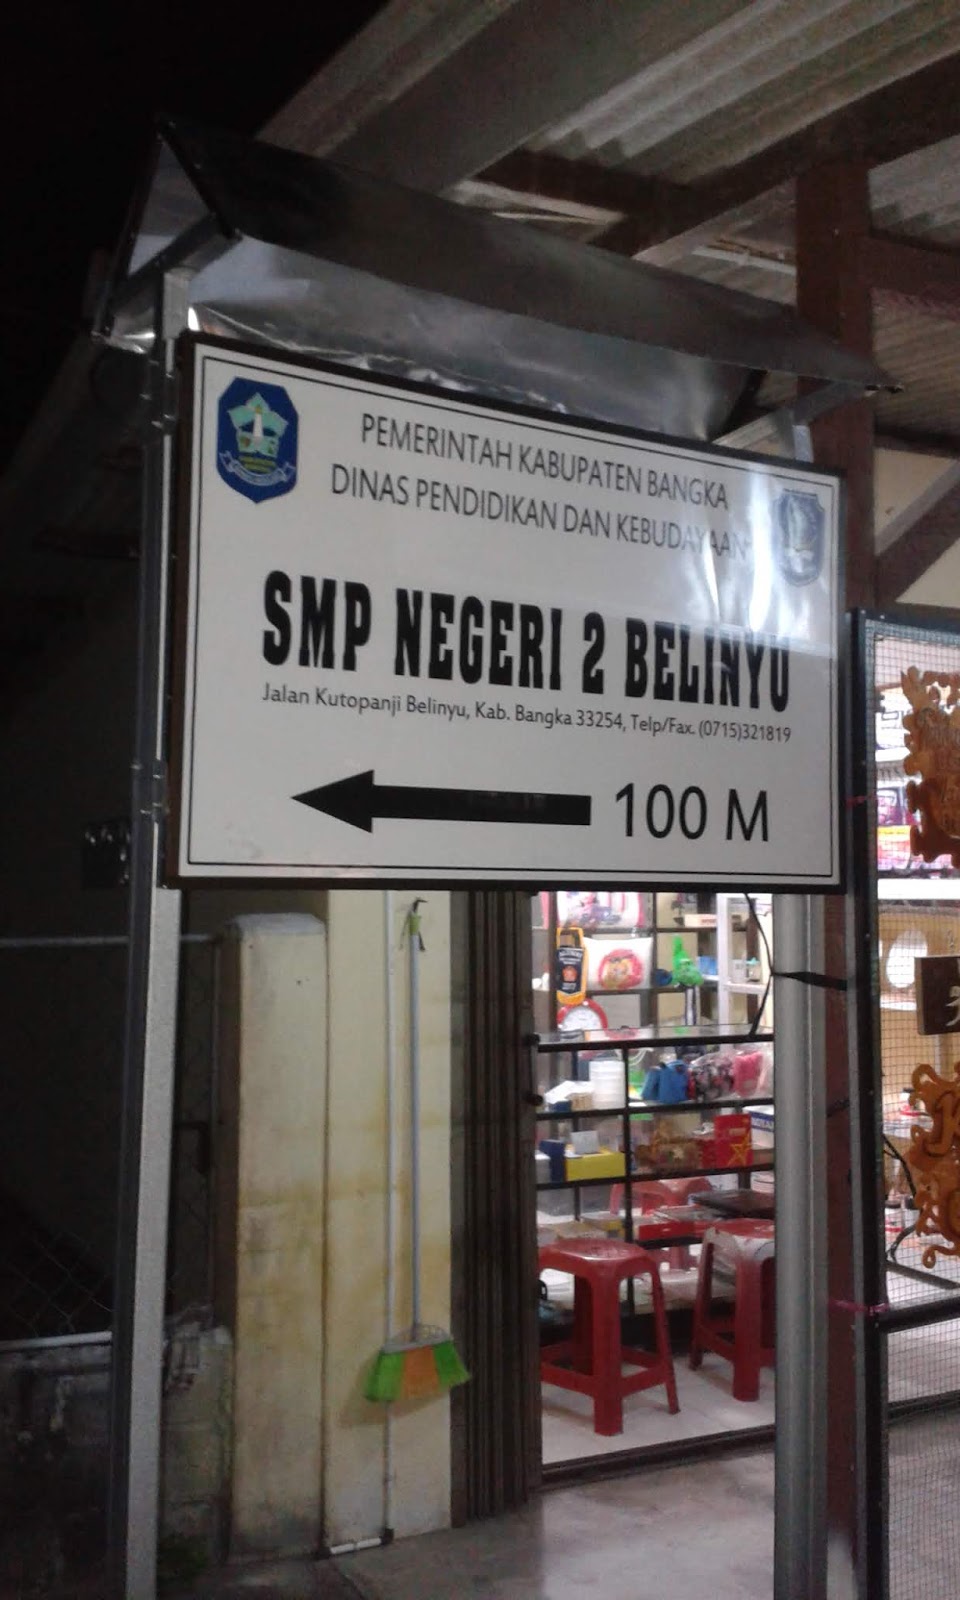 PEMERINTAH KABUPATEN BANGKA
DINAS PENDIDIKAN DAN KEBUDAYAAN
SMP NEGERI 2 BELINYU
Jalan Kutopanji Belinyu, Kab. Bangka 33254, Telp/Fax. (0715)321819
100 M